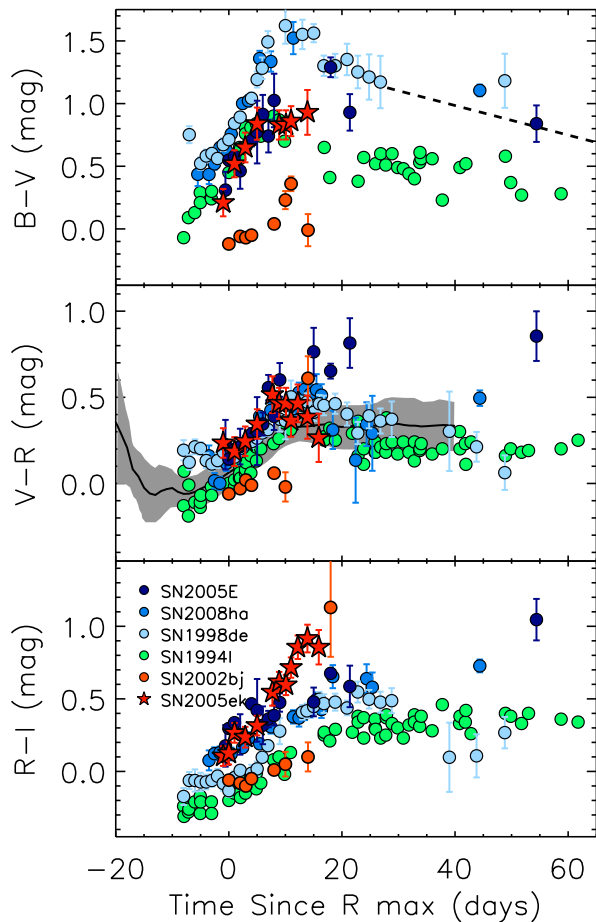 B−V (mag)
1.5
1.0
0.5
0.0
V−R (mag)
1.0
0.5
0.0
R−I (mag)
1.0
0.5
0.0
SN2005E
SN2008ha
SN1998de
SN1994I
SN2002bj
SN2005ek
−20 0 20 40 60
Time Since R max (days)